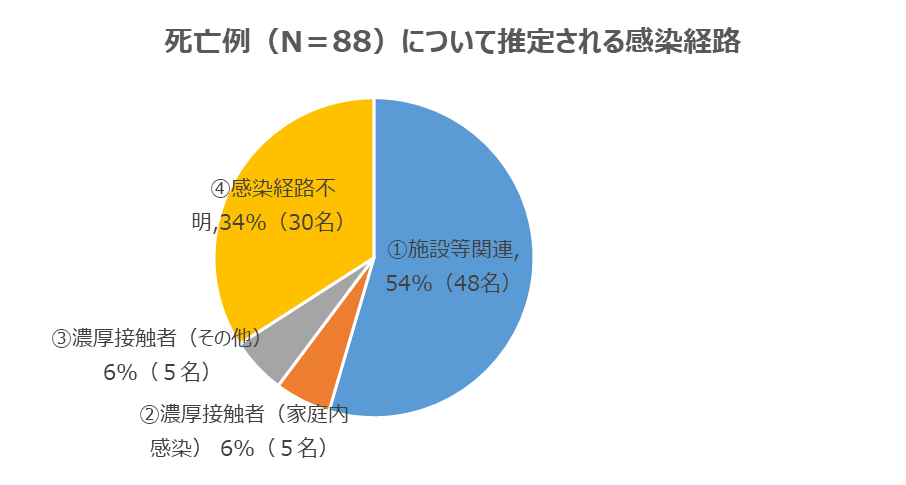 死亡例（N＝88）について推定される感染経路
④感染経路不
明,34%（30名）
①施設等関連,
54%（48名）
③濃厚接触者（その他）
6%（５名）
②濃厚接触者（家庭内
感染） 6%（５名）